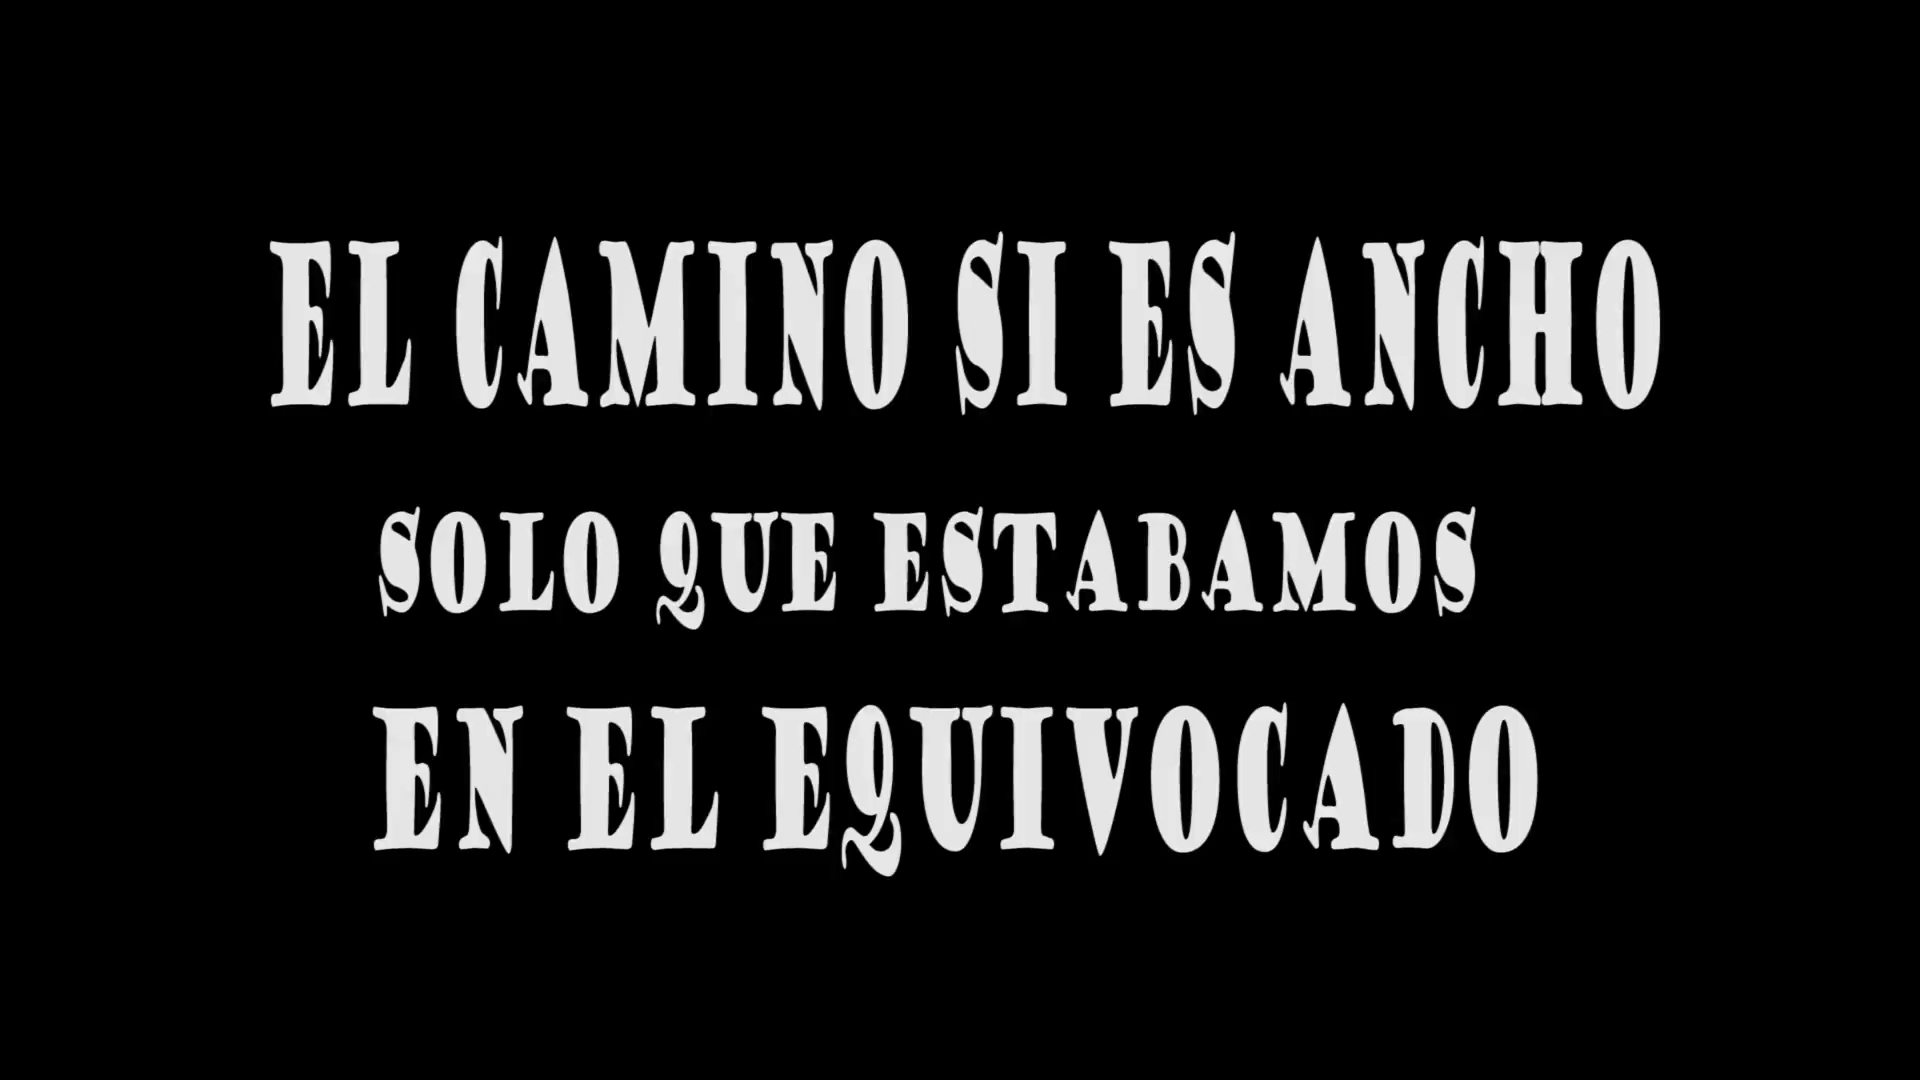 EL CAMINO SI ES ANCHO
SOLO QUE ESTABAMOS
EN EL EQUIVOCADO